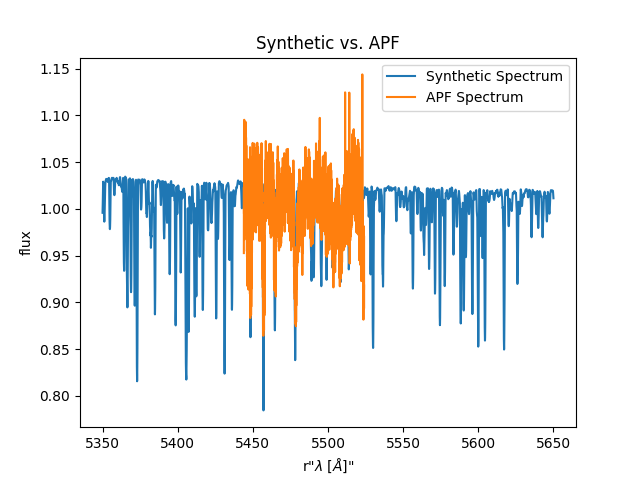 Synthetic vs. APF
Synthetic Spectrum
APF Spectrum
flux
1.15
1.10
1.05
1.00
0.95
0.90
0.85
0.80
5350 5400 5450 5500 5550 5600 5650
r"λ [Å]"